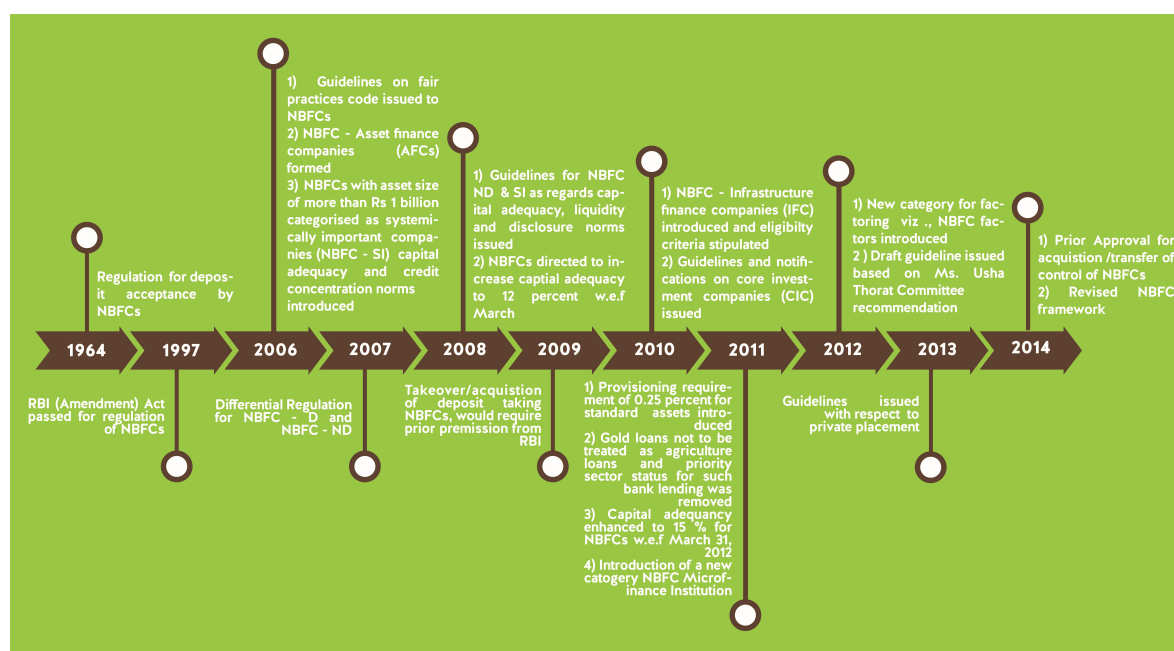 1) Guidelines on fair
practices code issued to
NBFCs
2) NBFC - Asset finance
companies (AFCs)
formed
3) NBFCs with asset size
of more than Rs 1 billion
categorised as systemi-
cally important compa-
nies (NBFC - SI) capital
adequacy and credit
concentration norms
introduced
1) Guidelines for NBFC
ND & SI as regards cap-
ital adequacy, liquidity
and disclosure norms
issued
2) NBFCs directed to in-
crease captial adequacy
to 12 percent w.e.f
March
1) NBFC - Infrastructure
finance companies (IFC)
introduced and eligibilty
criteria stipulated
2) Guidelines and notifi-
cations on core invest-
ment companies (CIC)
issued
1) New category for fac-
toring viz ., NBFC fac-
tors introduced
2 ) Draft guideline issued
based on Ms. Usha
Thorat Committee
recommendation
1) Prior Approval for
acquistion /transfer of
control of NBFCs
2) Revised NBFC
framework
Regulation for depos-
it acceptance by
NBFCs
1964
1997
2006
2007
2008
2009
2010
2011
2012
2013
2014
RBI (Amendment) Act
passed for regulation
of NBFCs
Differential Regulation
for NBFC - D and
NBFC - ND
Takeover/acquistion
of deposit taking
NBFCs, would require
prior premission from
RBI
1) Provisioning require-
ment of 0.25 percent for
standard assets intro-
duced
2) Gold loans not to be
treated as agriculture
loans and priority
sector status for such
bank lending was
removed
3) Capital adequancy
enhanced to 15 % for
NBFCs w.e.f March 31,
2012
4) Introduction of a new
catogery NBFC Microf-
inance Institution
Guidelines issued
with respect to
private placement